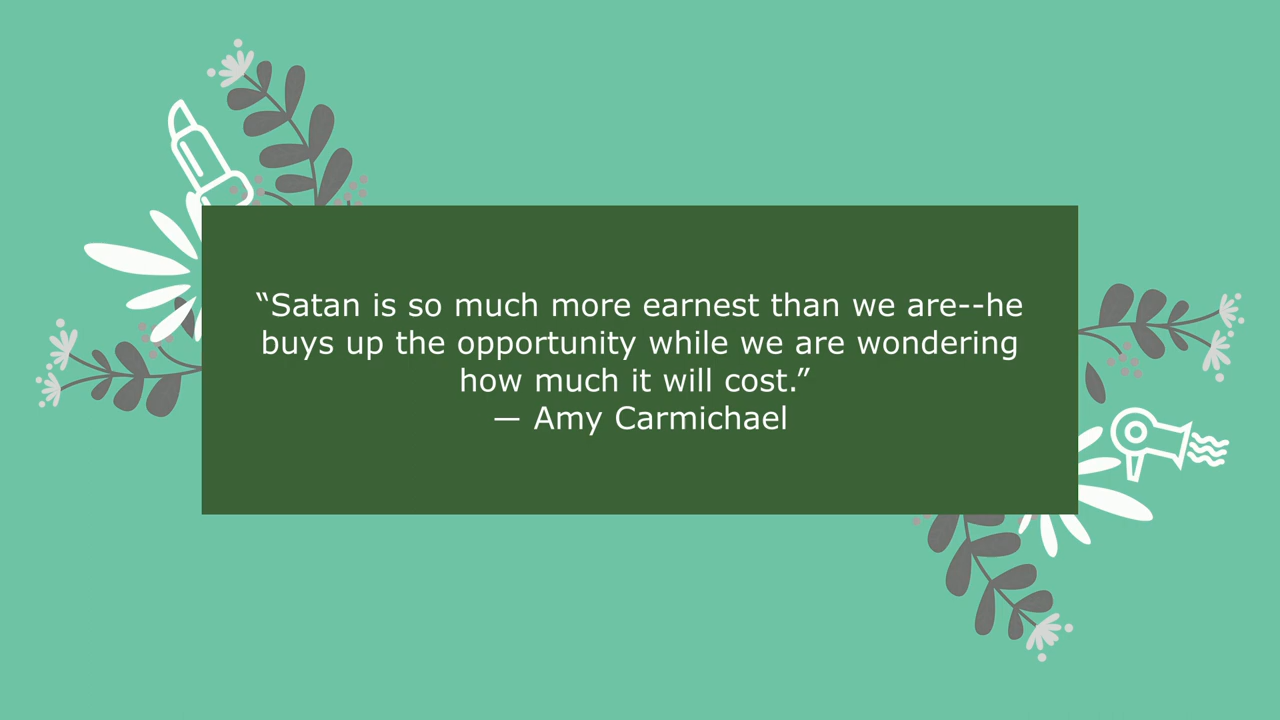 “Satan is so much more earnest than we are--he
buys up the opportunity while we are wondering
how much it will cost.”
— Amy Carmichael